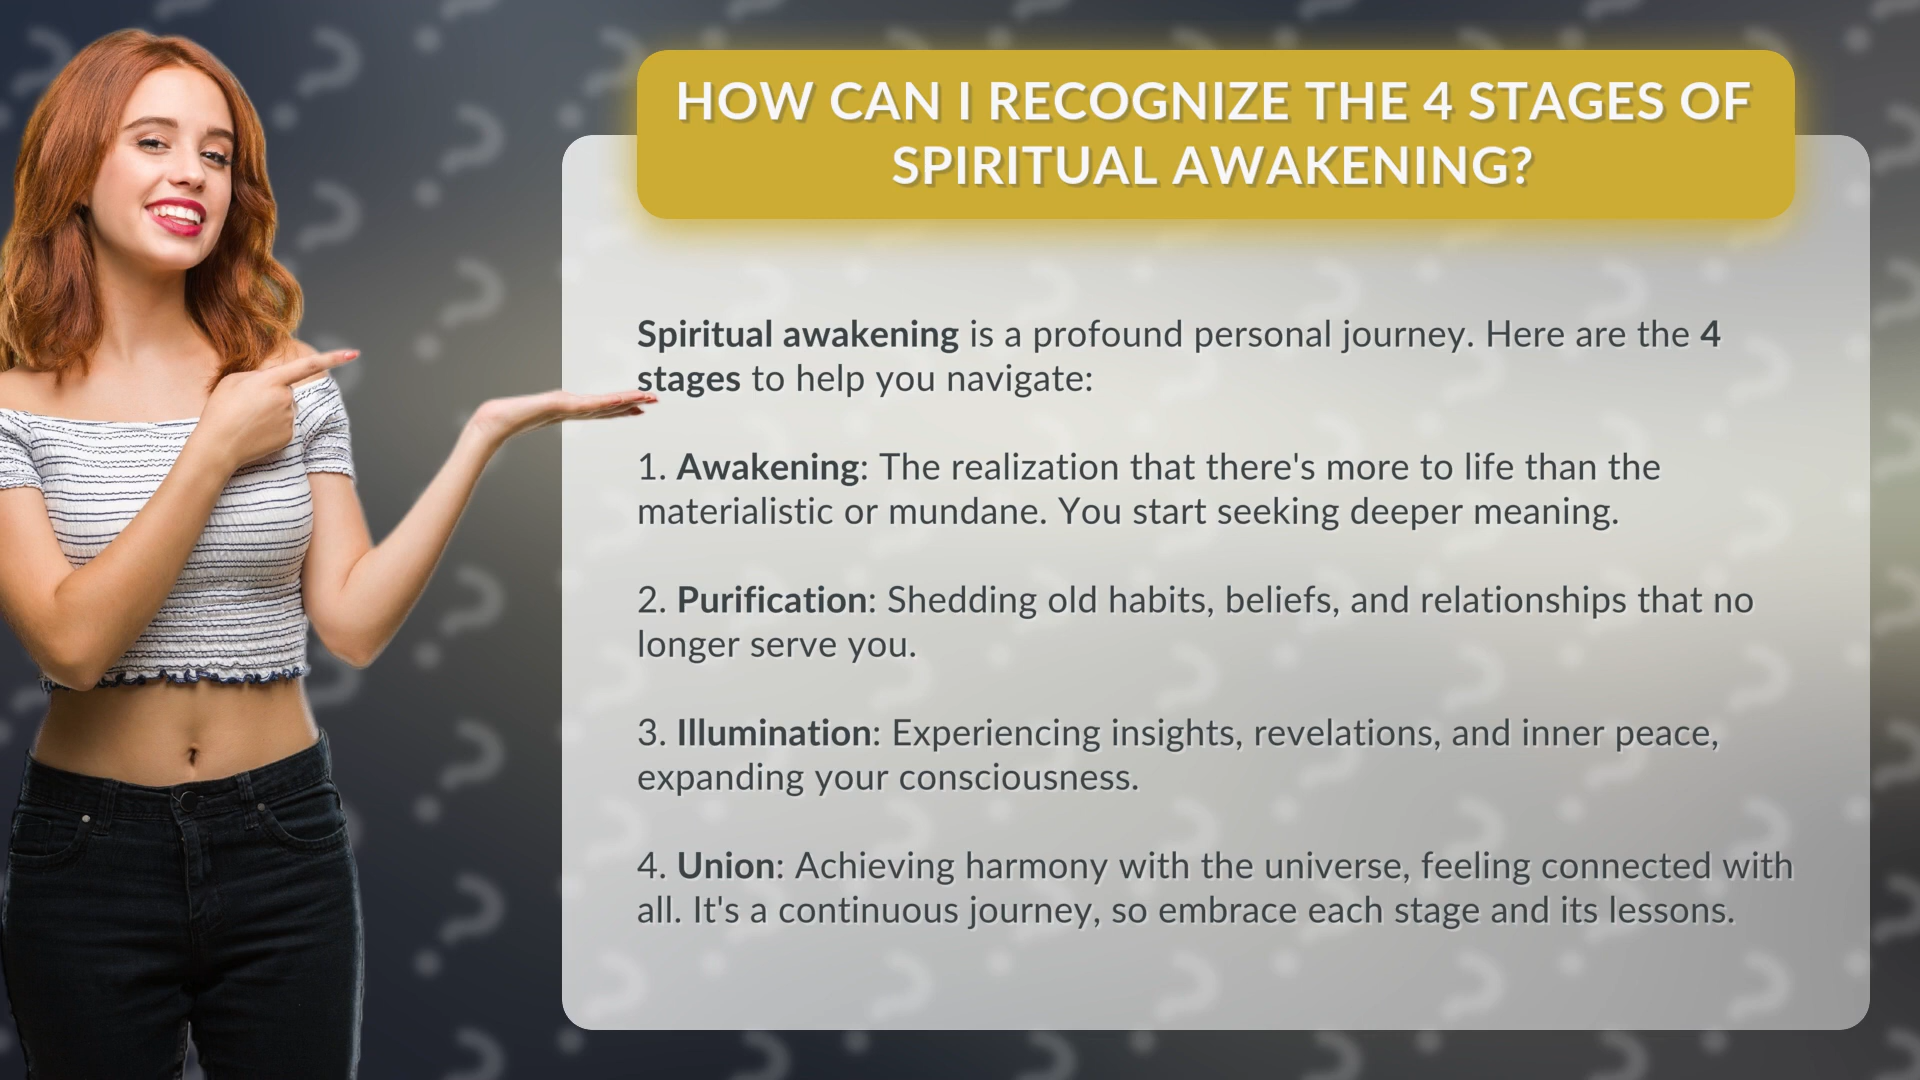 HOW CAN I RECOGNIZE THE 4 STAGES OF
SPIRITUAL AWAKENING?
Spiritual awakening is a profound personal journey. Here are the 4
stages to help you navigate:
1. Awakening: The realization that there's more to life than the
materialistic or mundane. You start seeking deeper meaning.
2. Purification: Shedding old habits, beliefs, and relationships that no
longer serve you.
3. Illumination: Experiencing insights, revelations, and inner peace,
expanding your consciousness.
4. Union: Achieving harmony with the universe, feeling connected with
all. It's a continuous journey, so embrace each stage and its lessons.